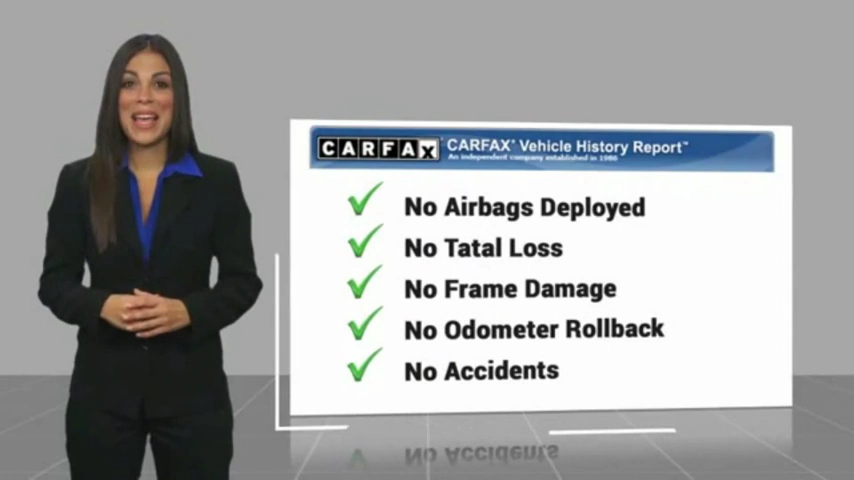 CARFAX CARFAX® Vehicle History Report™
An independent company established in 1986
No Airbags Deployed
No Tatal Loss
No Frame Damage
No Odometer Rollback
No Accidents
No Accidents